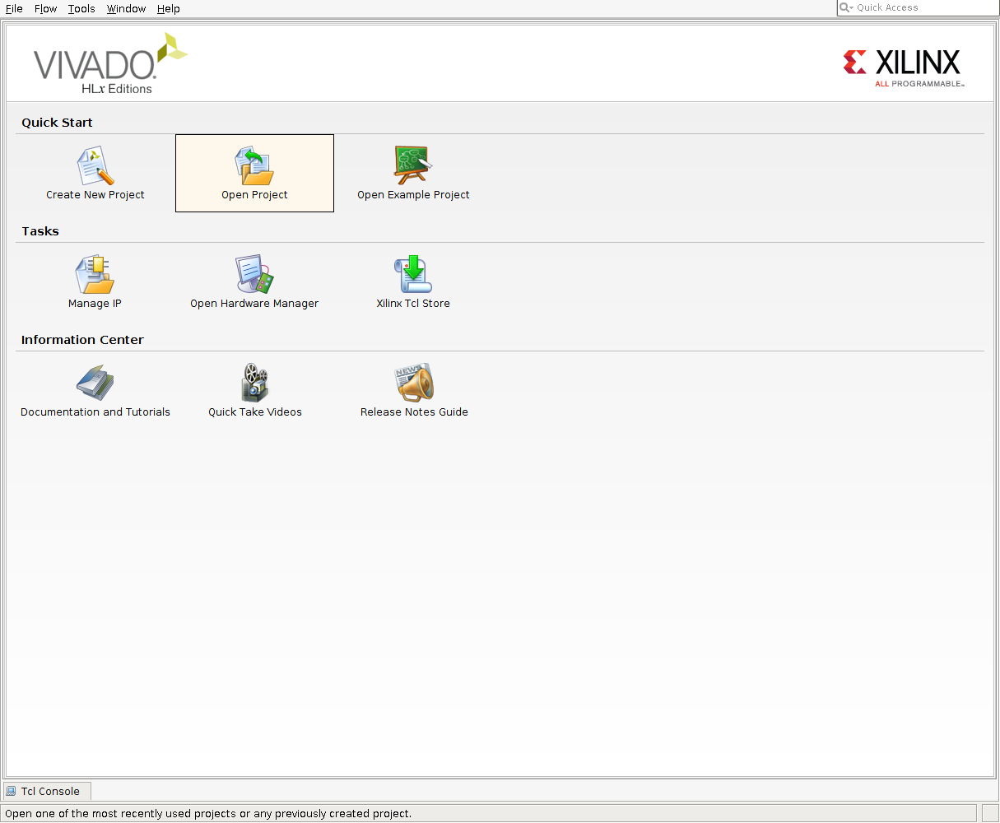 File Flow Tools Window Help
Quick Access
VIVADO.
HLx Editions
XILINX
ALL PROGRAMMABLE™
Quick Start
Create New Project
Open Project
Open Example Project
Tasks
Manage IP
Open Hardware Manager
Xilinx Tcl Store
Information Center
NEWS
Documentation and Tutorials
Quick Take Videos
Release Notes Guide
Tcl Console
Open one of the most recently used projects or any previously created project.